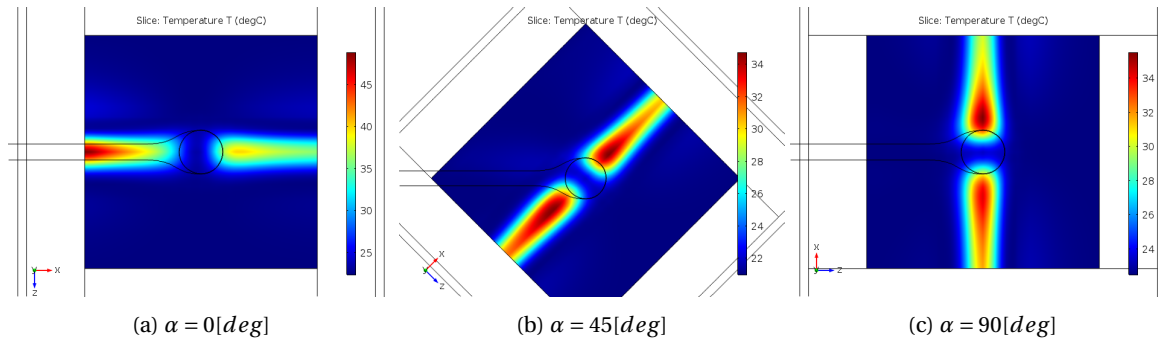 Slice: Temperature T (degC)
45
40
35
30
25
y x
z
(a) α = 0[deg]
Slice: Temperature T (degC)
34
32
30
28
26
24
22
x
y
z
(b) α = 45[deg]
Slice: Temperature T (degC)
34
32
30
28
26
24
x
y z
(c) α = 90[deg]